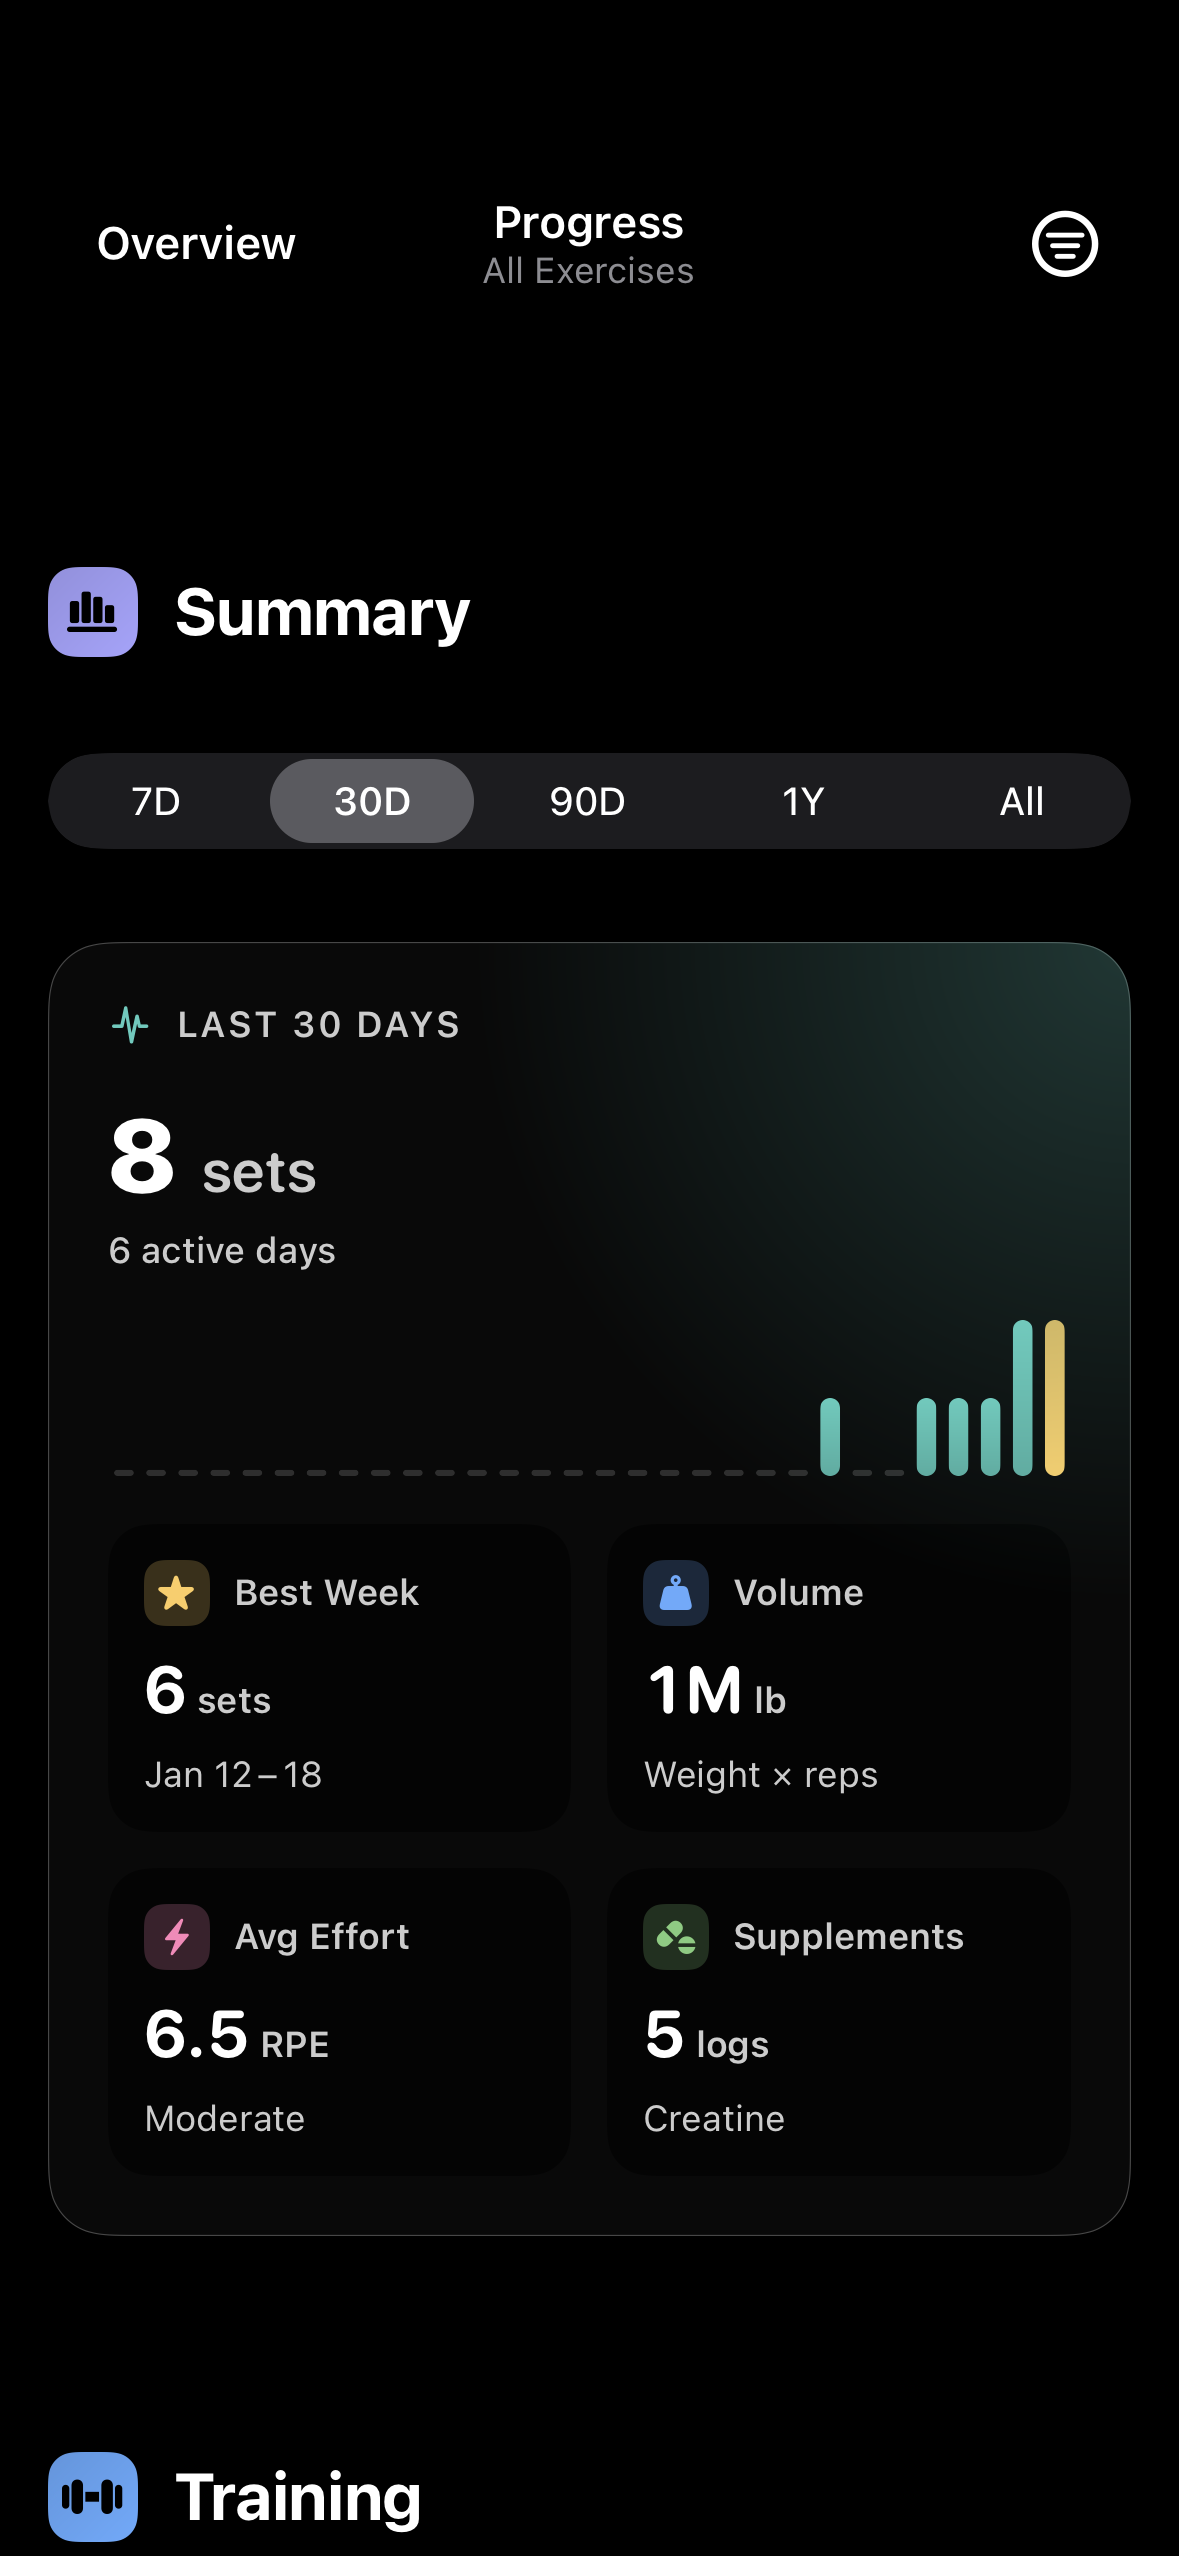 Overview
Progress
All Exercises
Summary
7D 30D 90D 1Y All
LAST 30 DAYS
8 sets
6 active days
Best Week
6 sets
Jan 12 – 18
Volume
1M lb
Weight × reps
Avg Effort
6.5 RPE
Moderate
Supplements
5 logs
Creatine
Training